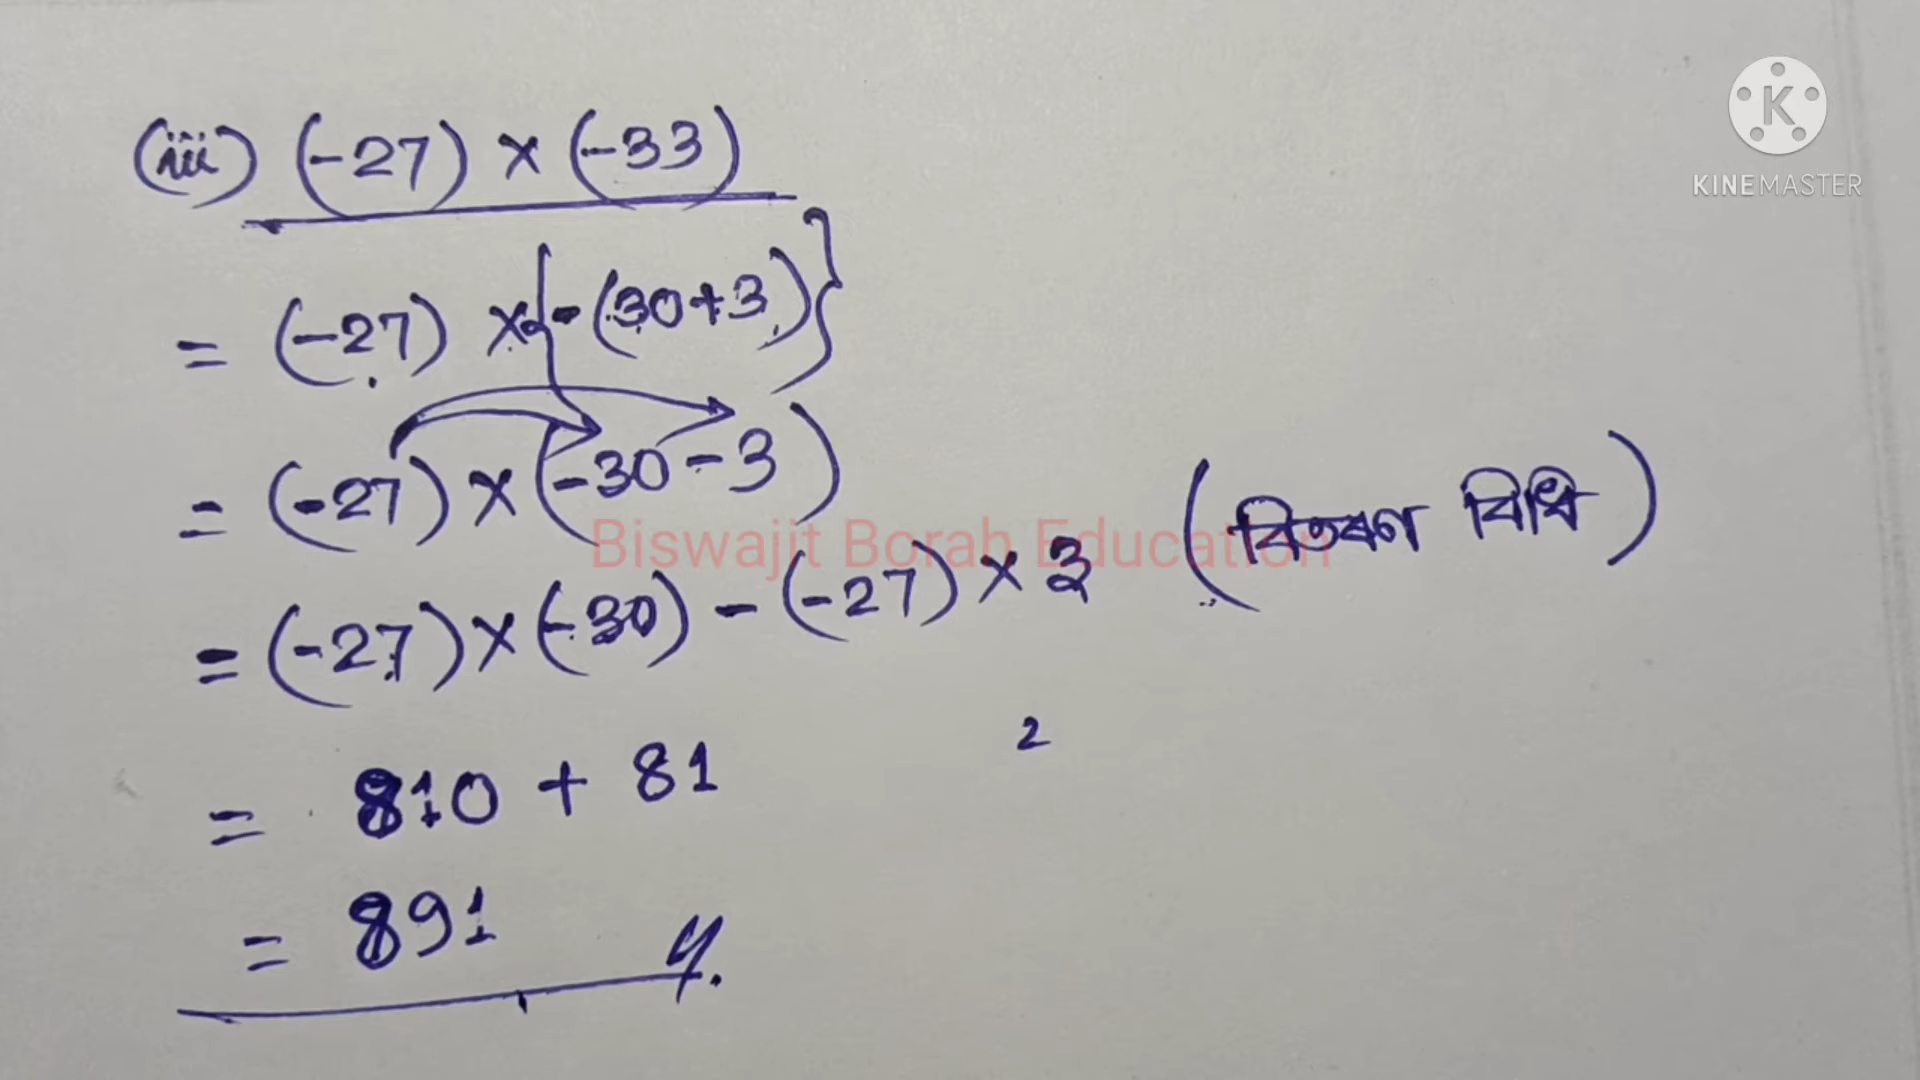 (iii) (-27) × (-33)
= (-27) × {-(30+3)}
= (-27) × (-30-3)
= (-27) × (-30) - (-27) × 3 (বিতৰণ বিধি)
= 810 + 81
2
= 891
Biswajit Borah Education
KINEMASTER